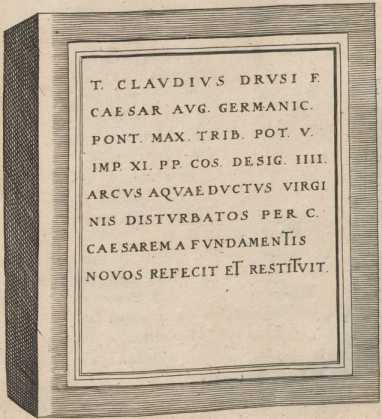 T. CLAVDIVS DRVSI F.
CAESAR AVG. GERMANIC.
PONT. MAX. TRIB. POT. V.
IMP. XI. PP. COS. DESIG. IIII.
ARCVS AQVAEDVCTVS VIRGI
NIS DISTVRBATOS PER C.
CAESAREM A FVNDAMENTIS
NOVOS REFECIT ET RESTITVIT.